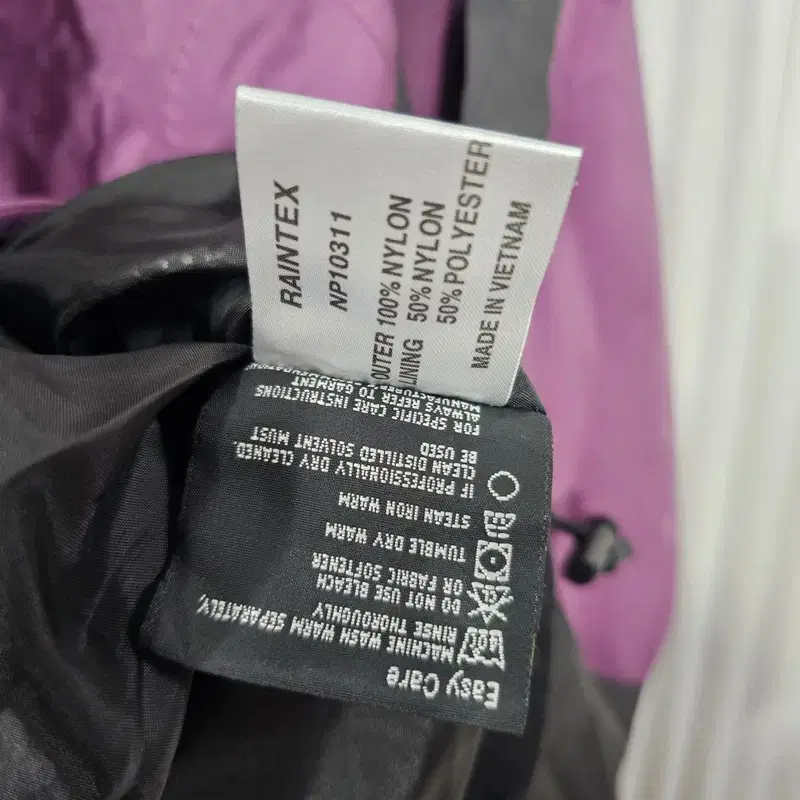 RAINTEX
NP10311
OUTER 100% NYLON
LINING 50% NYLON
50% POLYESTER
MADE IN VIETNAM
Easy Care
MACHINE WASH WARM SEPARATELY,
RINSE THOROUGHLY
DO NOT USE BLEACH
OR FABRIC SOFTENER
TUMBLE DRY WARM
STEAN IRON WARM
IF PROFESSIONALLY DRY CLEANED.
CLEAN DISTILLED SOLVENT MUST
BE USED
FOR SPECIFIC CARE INSTRUCTIONS
ALWAYS REFER TO GARMENT